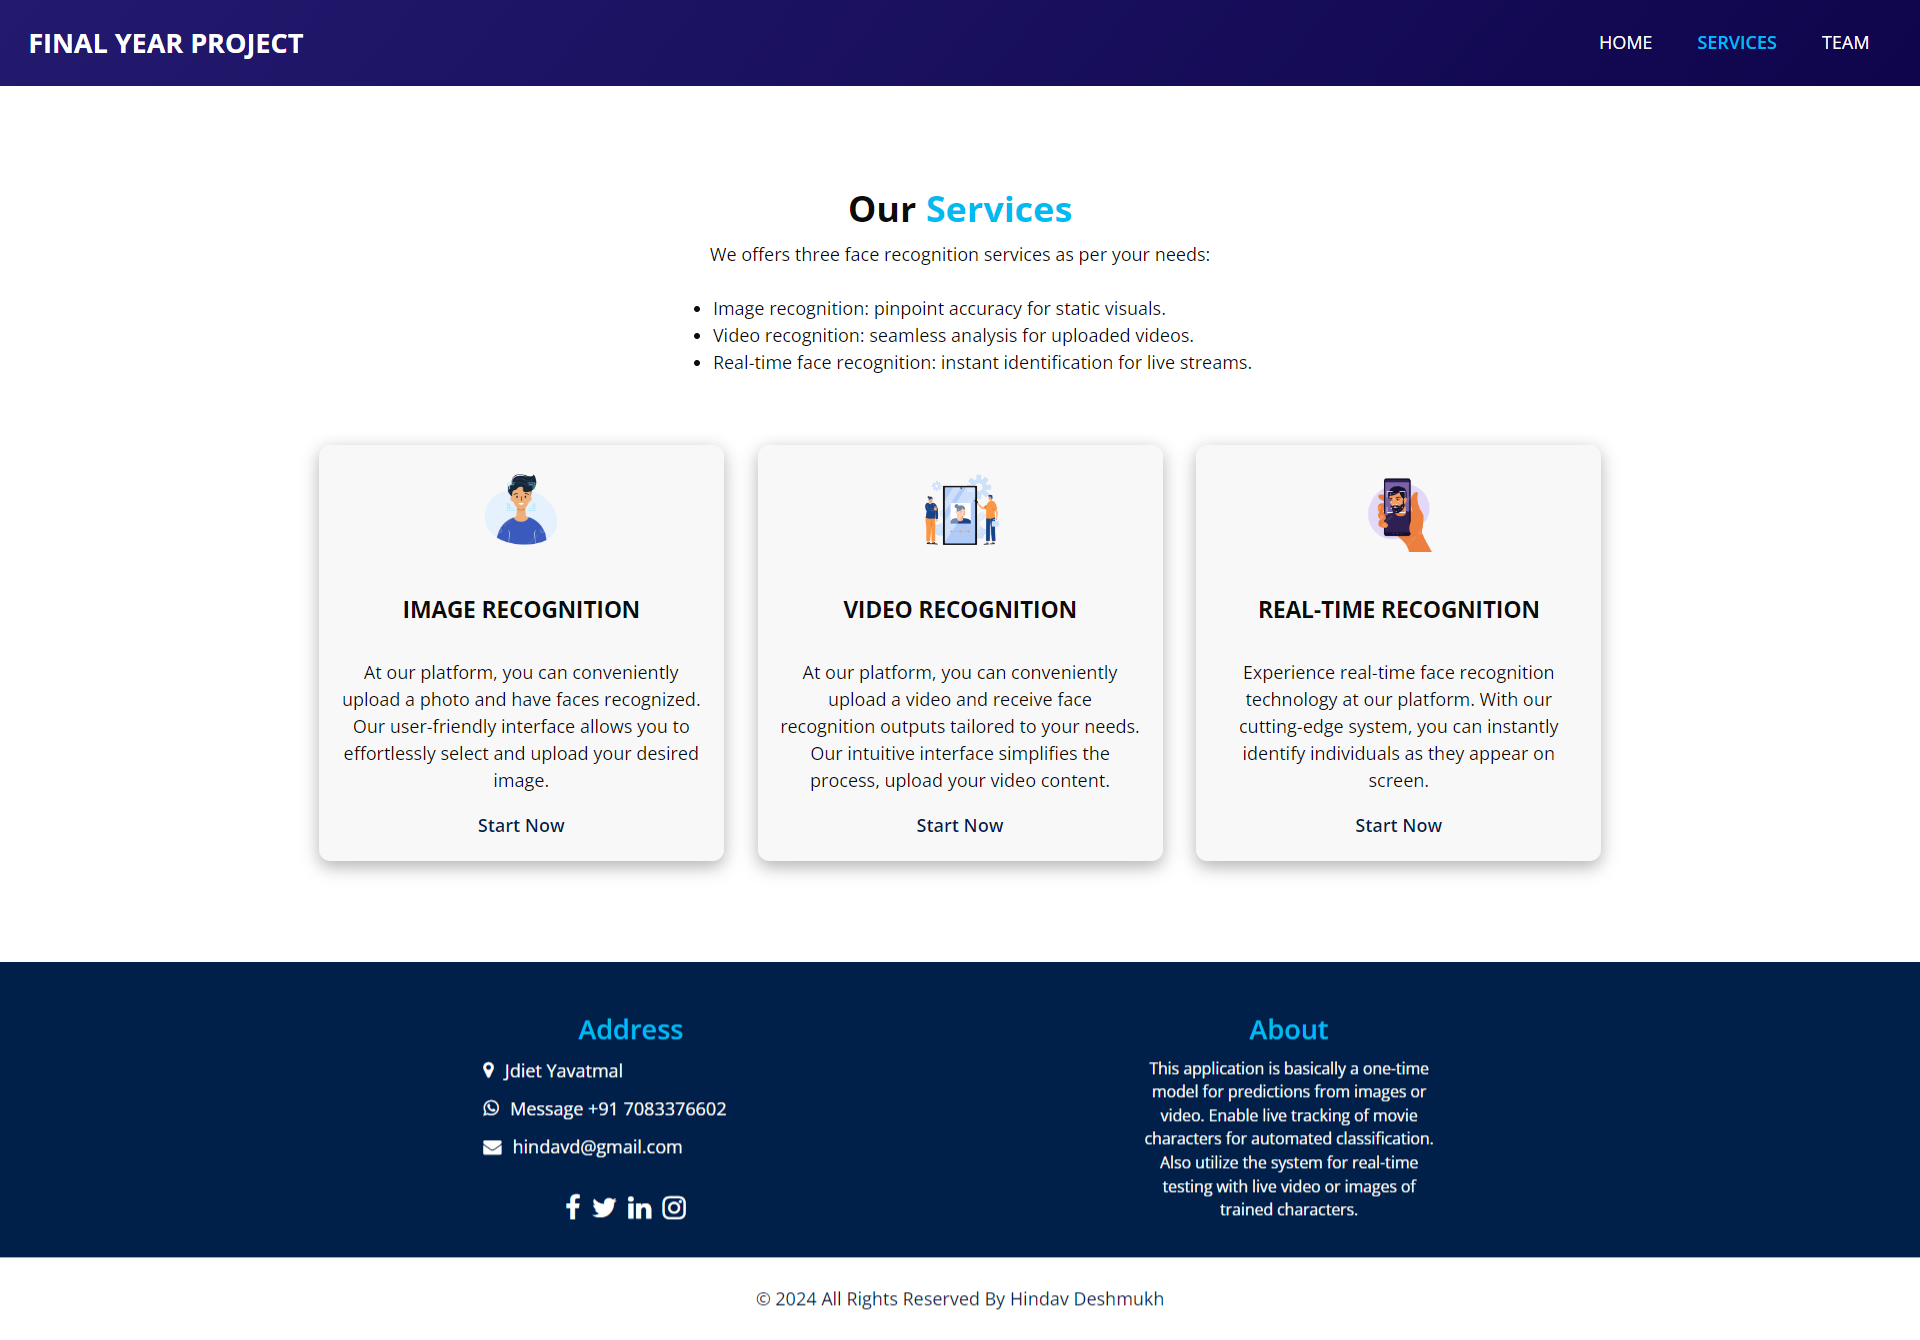 FINAL YEAR PROJECT
HOME SERVICES TEAM
Our Services
We offers three face recognition services as per your needs:
Image recognition: pinpoint accuracy for static visuals.
Video recognition: seamless analysis for uploaded videos.
Real-time face recognition: instant identification for live streams.
IMAGE RECOGNITION
At our platform, you can conveniently
upload a photo and have faces recognized.
Our user-friendly interface allows you to
effortlessly select and upload your desired
image.
Start Now
VIDEO RECOGNITION
At our platform, you can conveniently
upload a video and receive face
recognition outputs tailored to your needs.
Our intuitive interface simplifies the
process, upload your video content.
Start Now
REAL-TIME RECOGNITION
Experience real-time face recognition
technology at our platform. With our
cutting-edge system, you can instantly
identify individuals as they appear on
screen.
Start Now
Address
Jdiet Yavatmal
Message +91 7083376602
hindavd@gmail.com
About
This application is basically a one-time
model for predictions from images or
video. Enable live tracking of movie
characters for automated classification.
Also utilize the system for real-time
testing with live video or images of
trained characters.
© 2024 All Rights Reserved By Hindav Deshmukh